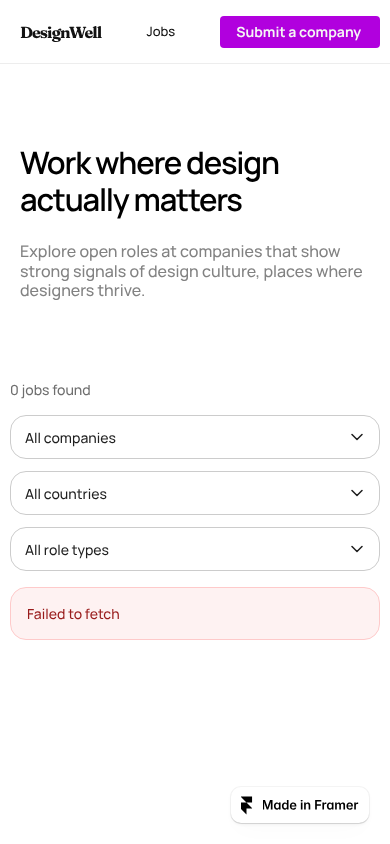 DesignWell
Jobs
Submit a company
Work where design
actually matters
Explore open roles at companies that show
strong signals of design culture, places where
designers thrive.
0 jobs found
All companies
All countries
All role types
Failed to fetch
Made in Framer